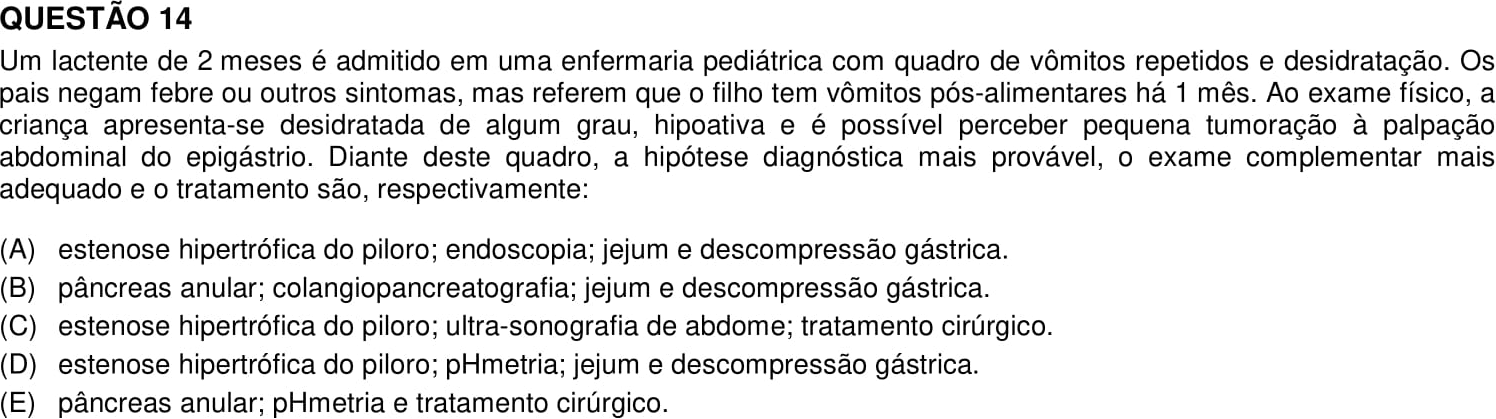 QUESTÃO 14
Um lactente de 2 meses é admitido em uma enfermaria pediátrica com quadro de vômitos repetidos e desidratação. Os
pais negam febre ou outros sintomas, mas referem que o filho tem vômitos pós-alimentares há 1 mês. Ao exame físico, a
criança apresenta-se desidratada de algum grau, hipoativa e é possível perceber pequena tumoração à palpação
abdominal do epigástrio. Diante deste quadro, a hipótese diagnóstica mais provável, o exame complementar mais
adequado e o tratamento são, respectivamente:
(A) estenose hipertrófica do piloro; endoscopia; jejum e descompressão gástrica.
(B) pâncreas anular; colangiopancreatografia; jejum e descompressão gástrica.
(C) estenose hipertrófica do piloro; ultra-sonografia de abdome; tratamento cirúrgico.
(D) estenose hipertrófica do piloro; pHmetria; jejum e descompressão gástrica.
(E) pâncreas anular; pHmetria e tratamento cirúrgico.